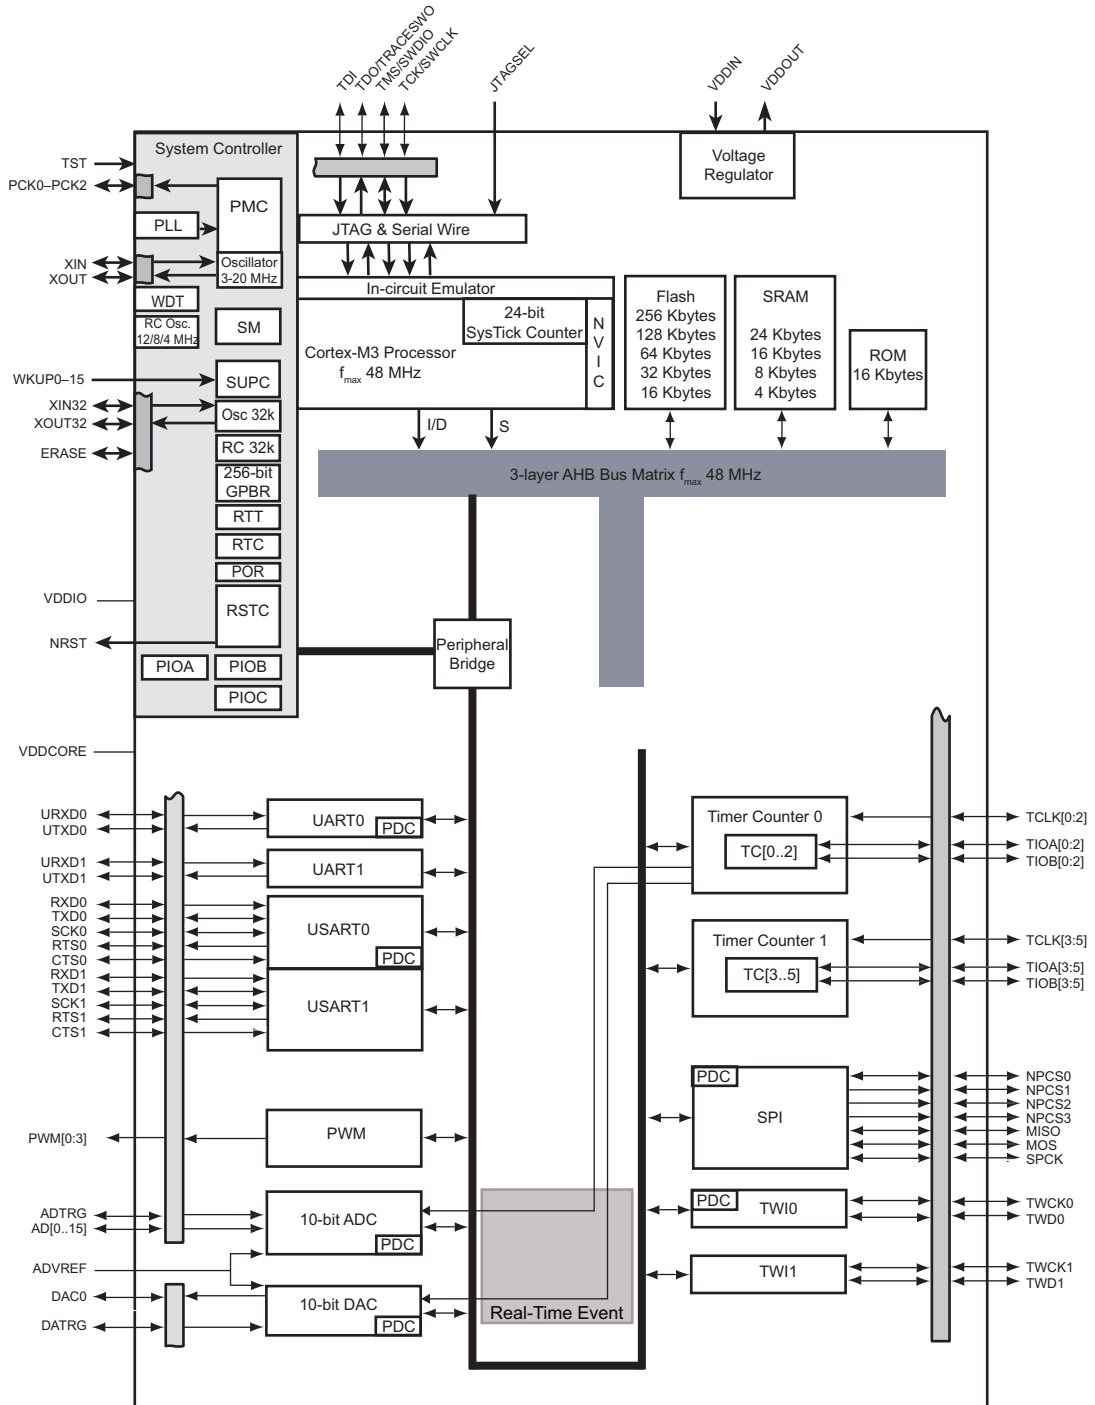 TDI
TDO/TRACESWO
TMS/SWDIO
TCK/SWCLK
JTAGSEL
VDDIN
VDDOUT
System Controller
TST
PCK0–PCK2
PMC
PLL
XIN
XOUT
Oscillator
3-20 MHz
WDT
RC Osc.
12/8/4 MHz
SM
WKUP0–15
SUPC
XIN32
XOUT32
Osc 32k
ERASE
RC 32k
256-bit
GPBR
RTT
RTC
POR
VDDIO
RSTC
NRST
PIOA
PIOB
PIOC
Voltage
Regulator
JTAG & Serial Wire
In-circuit Emulator
24-bit
SysTick Counter
N
V
I
C
Cortex-M3 Processor
fmax 48 MHz
Flash
256 Kbytes
128 Kbytes
64 Kbytes
32 Kbytes
16 Kbytes
SRAM
24 Kbytes
16 Kbytes
8 Kbytes
4 Kbytes
ROM
16 Kbytes
I/D
S
3-layer AHB Bus Matrix fmax 48 MHz
Peripheral
Bridge
VDDCORE
URXD0
UTXD0
UART0
PDC
URXD1
UTXD1
UART1
RXD0
TXD0
SCK0
RTS0
CTS0
USART0
PDC
RXD1
TXD1
SCK1
RTS1
CTS1
USART1
PWM[0:3]
PWM
ADTRG
AD[0..15]
10-bit ADC
PDC
ADVREF
DAC0
DATRG
10-bit DAC
PDC
Real-Time Event
Timer Counter 0
TC[0..2]
TCLK[0:2]
TIOA[0:2]
TIOB[0:2]
Timer Counter 1
TC[3..5]
TCLK[3:5]
TIOA[3:5]
TIOB[3:5]
PDC
SPI
NPCS0
NPCS1
NPCS2
NPCS3
MISO
MOS
SPCK
PDC
TWI0
TWCK0
TWD0
TWI1
TWCK1
TWD1